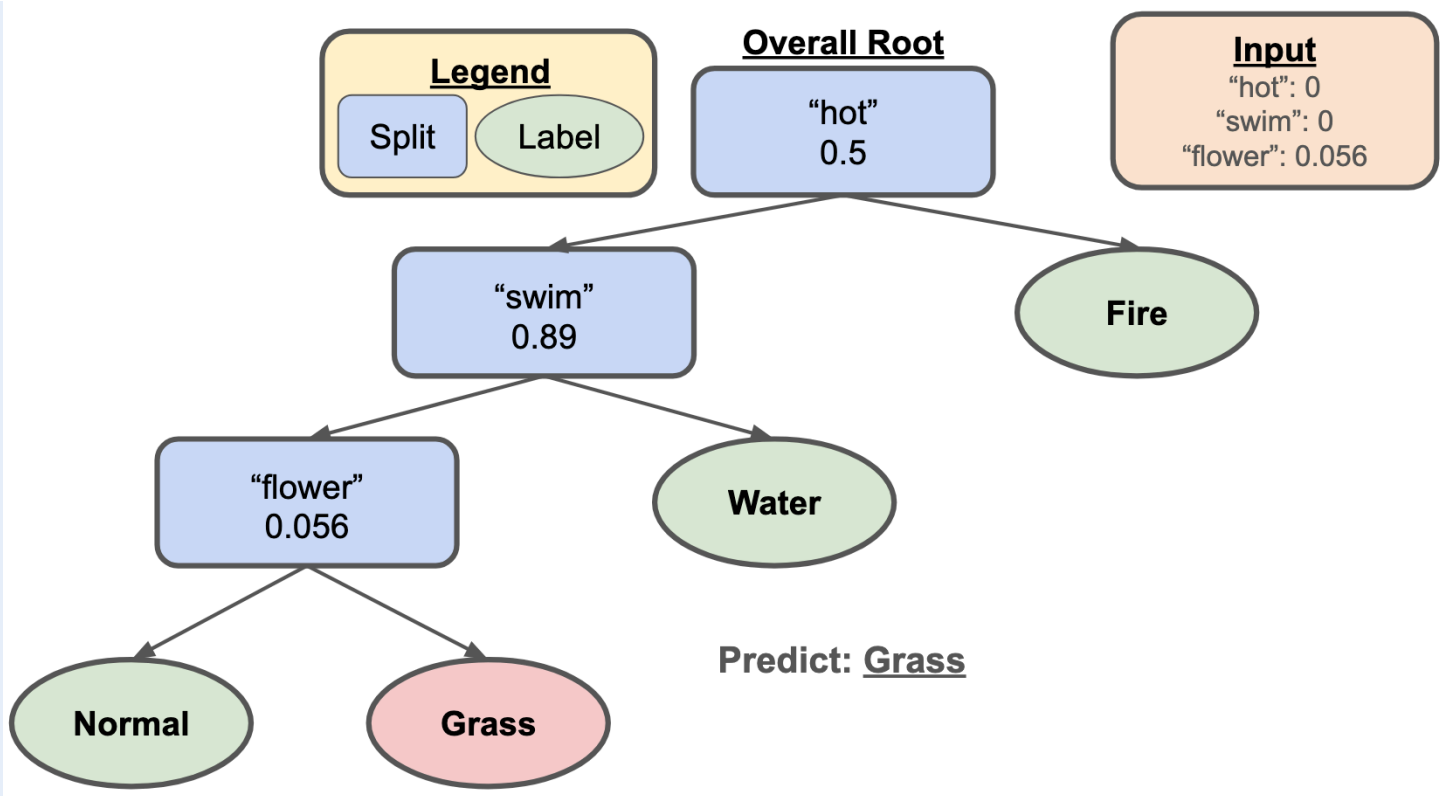 Legend
Split
Label
Overall Root
“hot”
0.5
Input
“hot”: 0
“swim”: 0
“flower”: 0.056
“swim”
0.89
Fire
“flower”
0.056
Water
Predict: Grass
Normal
Grass